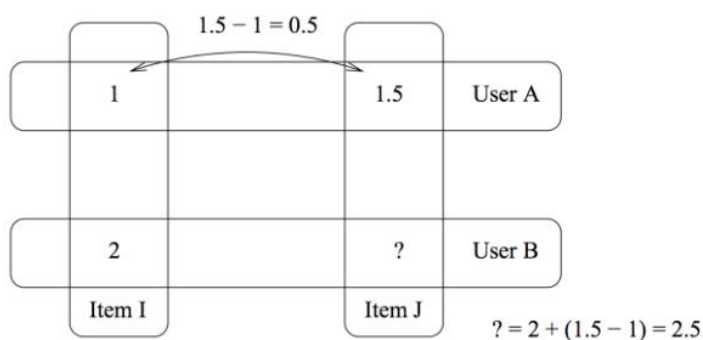 1.5 − 1 = 0.5
1 1.5 User A
2 ? User B
Item I Item J
? = 2 + (1.5 − 1) = 2.5